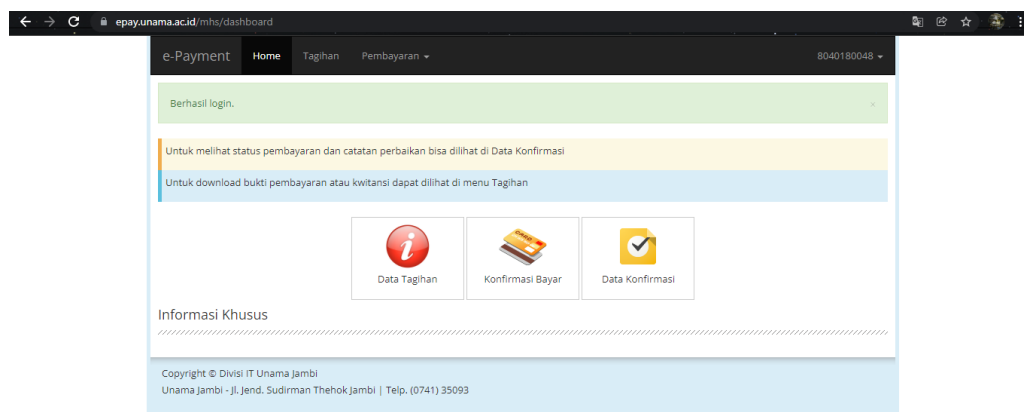 epay.unama.ac.id/mhs/dashboard
e-Payment Home Tagihan Pembayaran 8040180048
Berhasil login. ×
Untuk melihat status pembayaran dan catatan perbaikan bisa dilihat di Data Konfirmasi
Untuk download bukti pembayaran atau kwitansi dapat dilihat di menu Tagihan
Data Tagihan Konfirmasi Bayar Data Konfirmasi
Informasi Khusus
Copyright © Divisi IT Unama Jambi
Unama Jambi - Jl. Jend. Sudirman Thehok Jambi | Telp. (0741) 35093